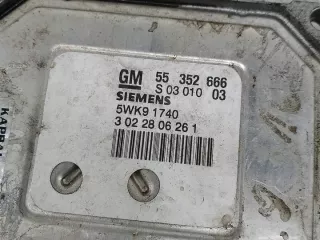 GM 55 352 666
S 03 010 03
SIEMENS
5WK9 1740
3 02 28 06 26 1